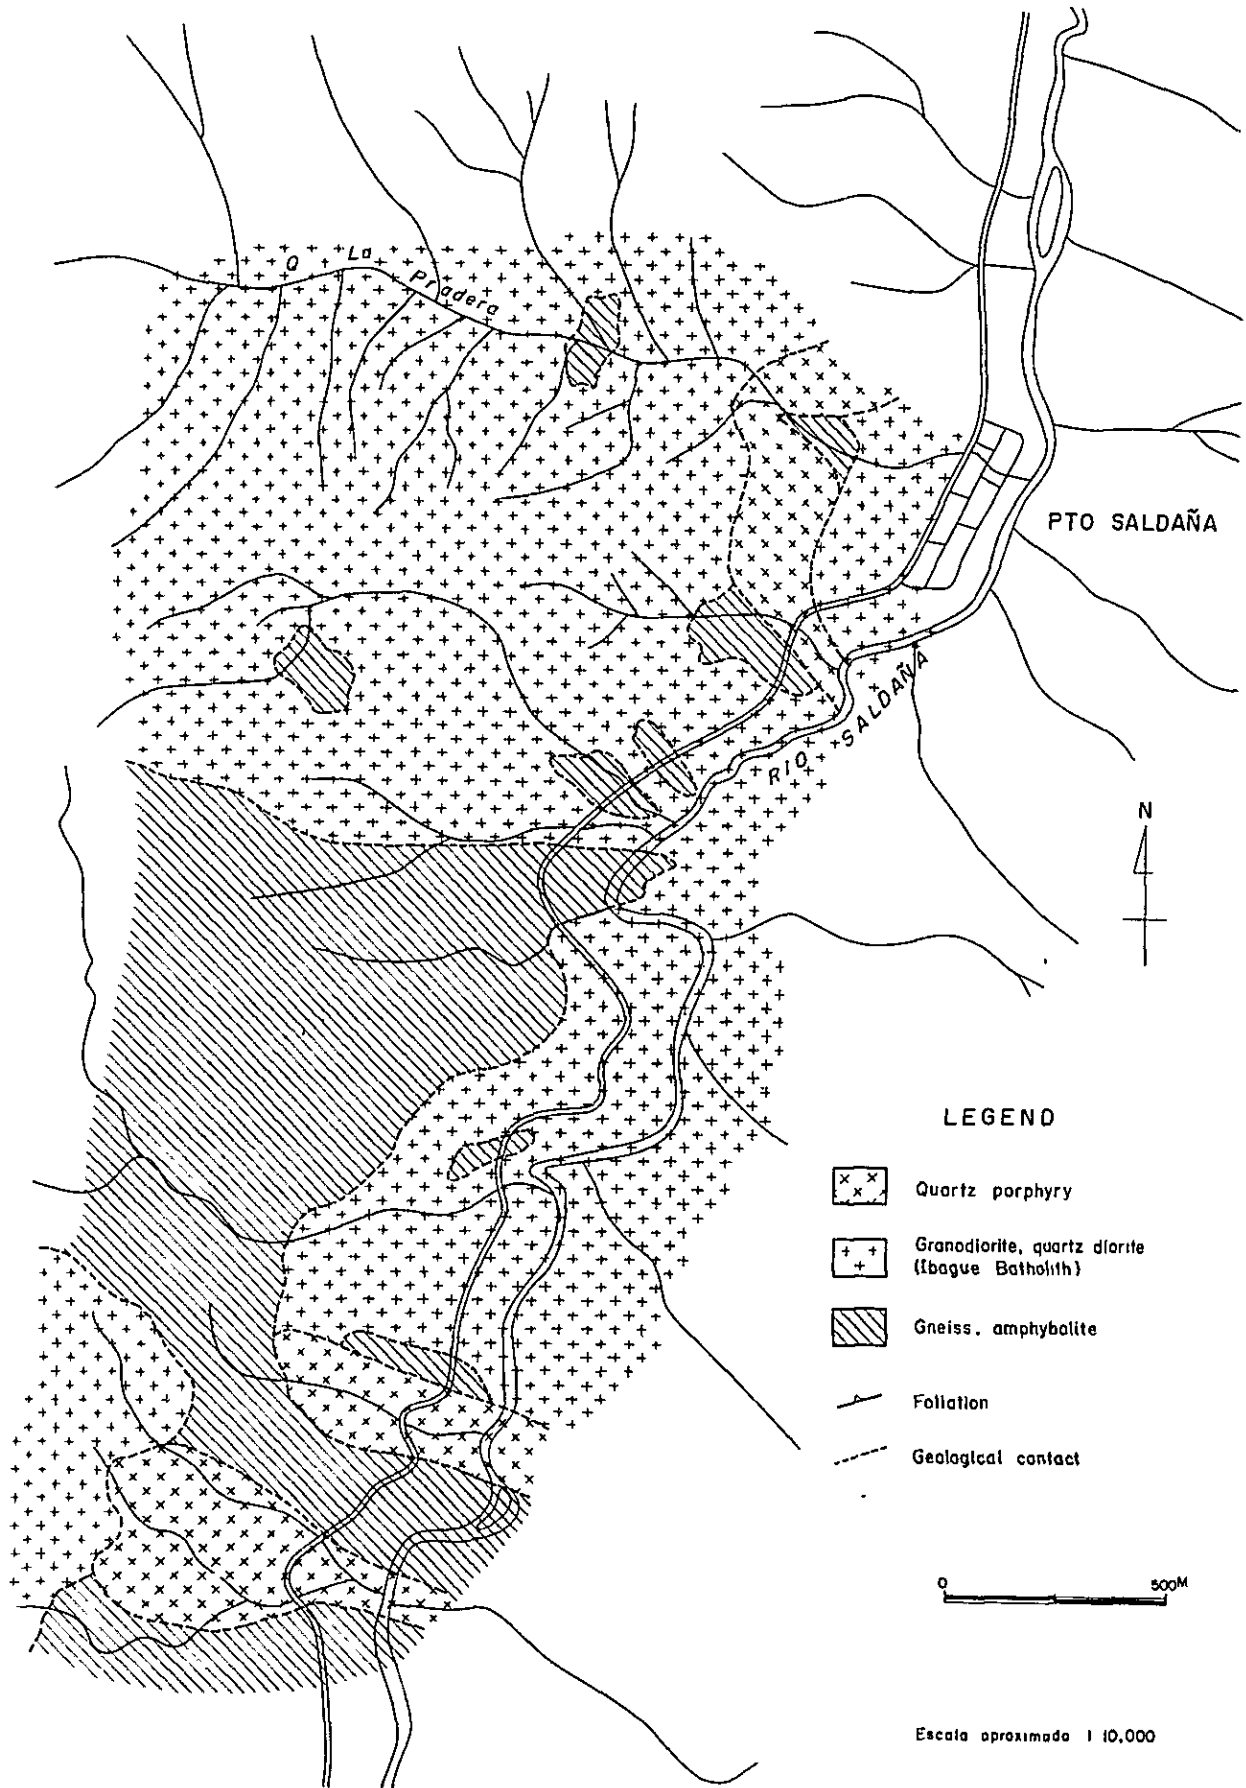 Q La Pradera
PTO SALDAÑA
RIO SALDAÑA
N
LEGEND
Quartz porphyry
Granodiorite, quartz diorite
(Ibague Batholith)
Gneiss. amphybolite
Foliation
Geological contact
0 500M
Escala aproximada 1 10,000